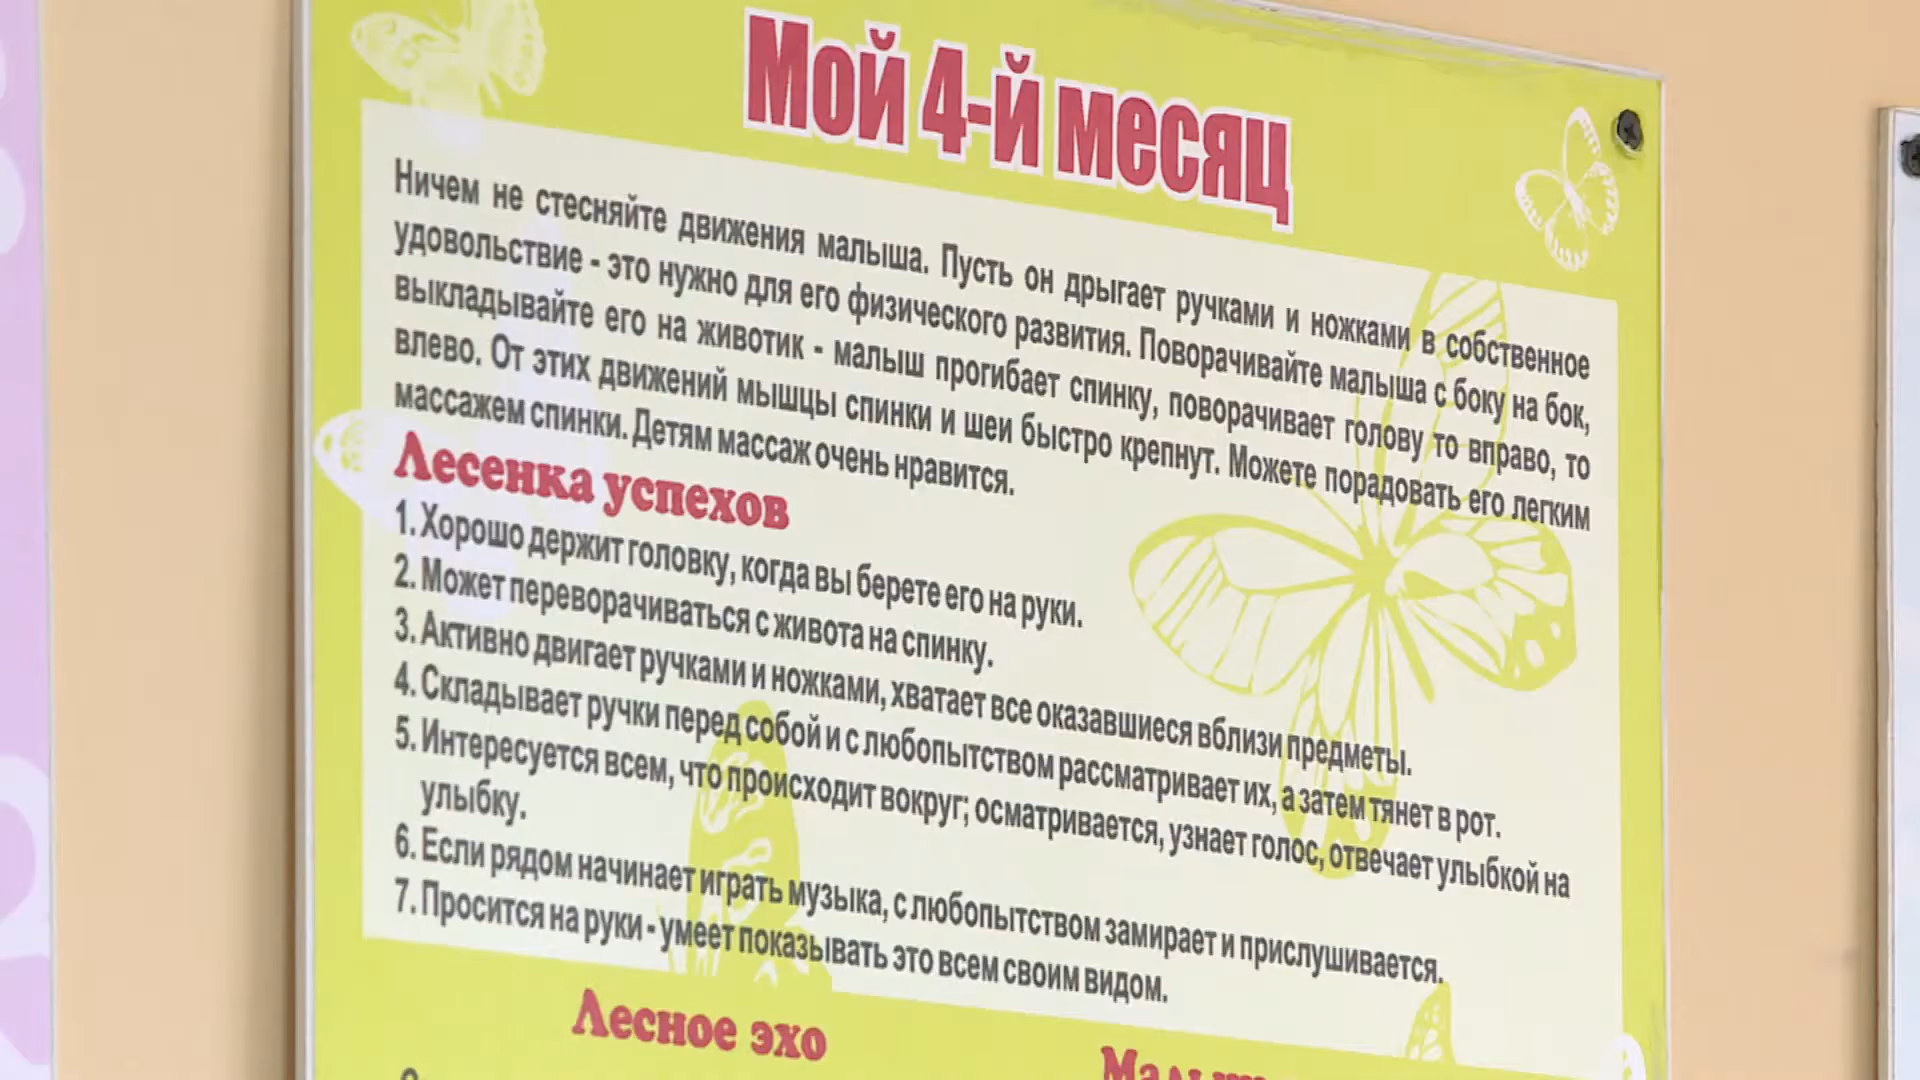 Мой 4-й месяц
Ничем не стесняйте движения малыша. Пусть он дрыгает ручками и ножками в собственное
удовольствие - это нужно для его физического развития. Поворачивайте малыша с боку на бок,
выкладывайте его на животик - малыш прогибает спинку, поворачивает голову то вправо, то
влево. От этих движений мышцы спинки и шеи быстро крепнут. Можете порадовать его легким
массажем спинки. Детям массаж очень нравится.
Лесенка успехов
1. Хорошо держит головку, когда вы берете его на руки.
2. Может переворачиваться с живота на спинку.
3. Активно двигает ручками и ножками, хватает все оказавшиеся вблизи предметы.
4. Складывает ручки перед собой и с любопытством рассматривает их, а затем тянет в рот.
5. Интересуется всем, что происходит вокруг; осматривается, узнает голос, отвечает улыбкой на
улыбку.
6. Если рядом начинает играть музыка, с любопытством замирает и прислушивается.
7. Просится на руки - умеет показывать это всем своим видом.
Лесное эхо